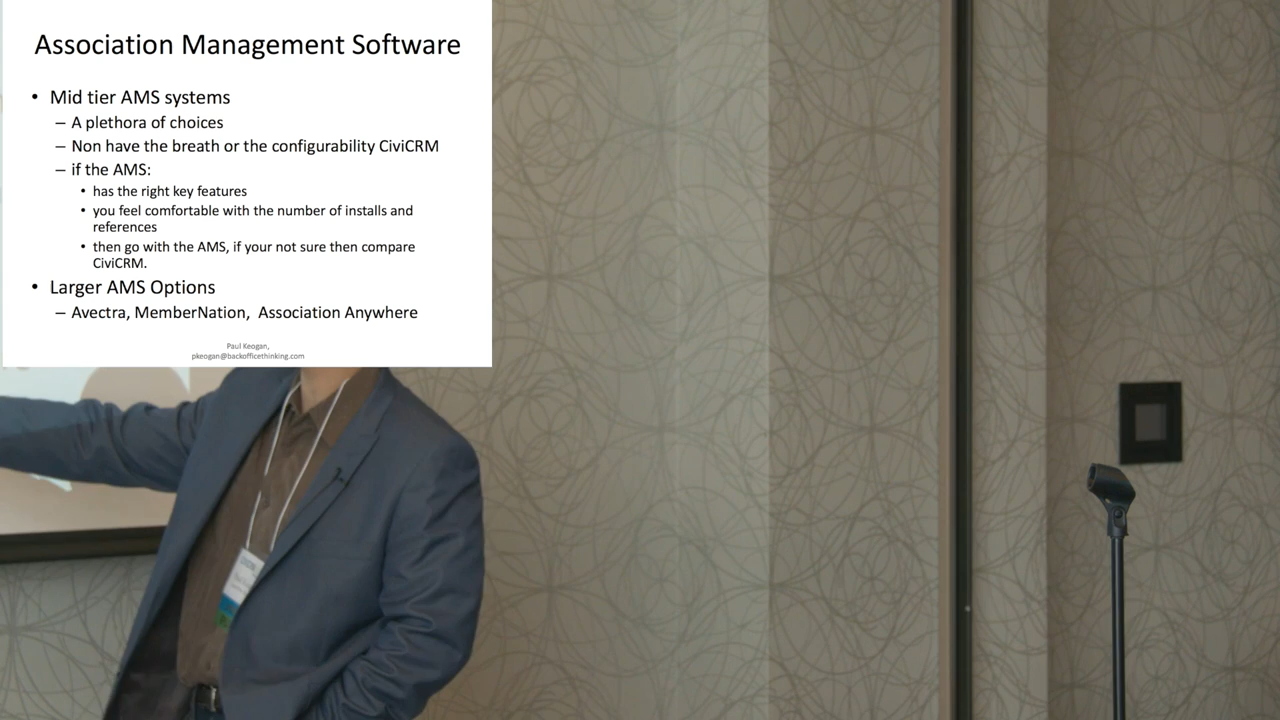 Association Management Software
• Mid tier AMS systems
– A plethora of choices
– Non have the breath or the configurability CiviCRM
– if the AMS:
• has the right key features
• you feel comfortable with the number of installs and
references
• then go with the AMS, if your not sure then compare
CiviCRM.
• Larger AMS Options
– Avectra, MemberNation,  Association Anywhere
Paul Keogan,
pkeogan@backofficethinking.com